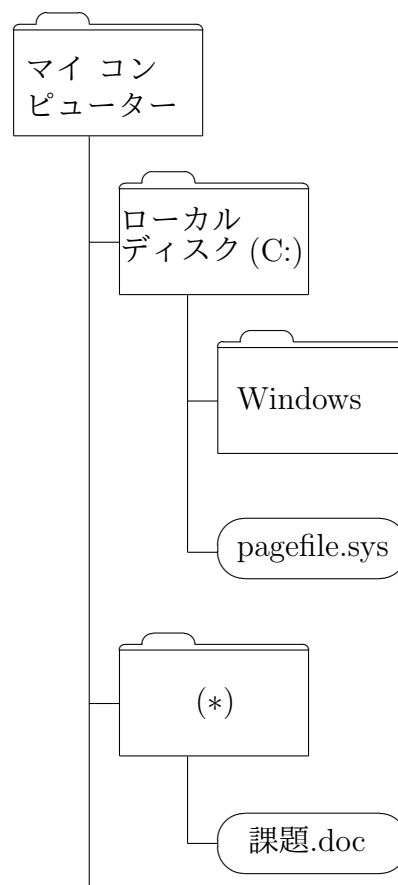 マイ コン
ピューター
ローカル
ディスク (C:)
Windows
pagefile.sys
(*)
課題.doc